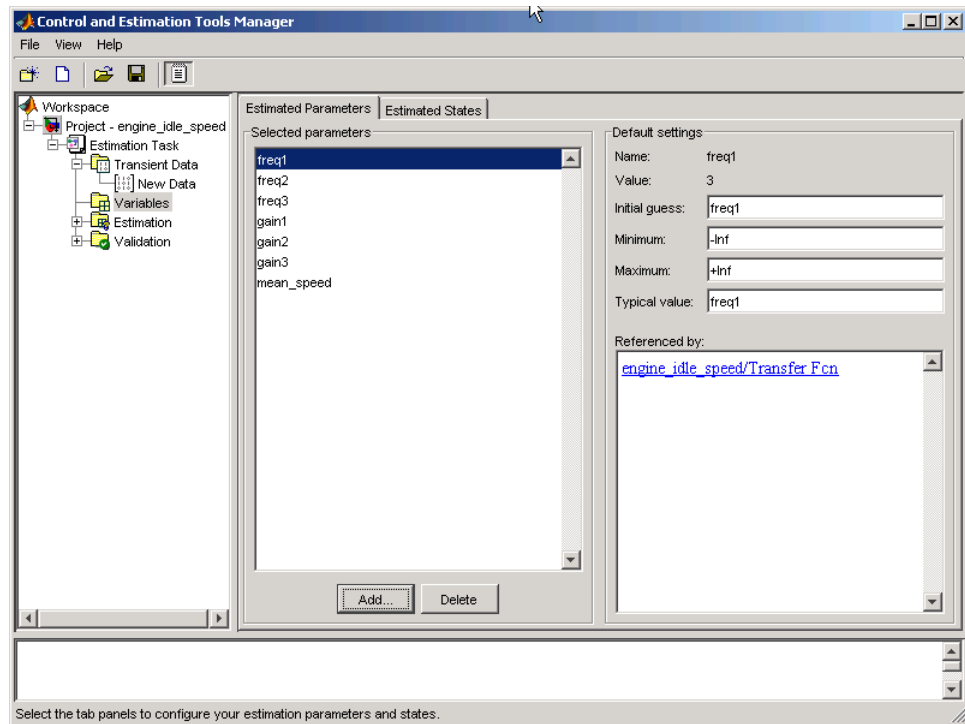 Control and Estimation Tools Manager
File View Help
Workspace
Project - engine_idle_speed
Estimation Task
Transient Data
New Data
Variables
Estimation
Validation
Estimated Parameters
Estimated States
Selected parameters
freq1
freq2
freq3
gain1
gain2
gain3
mean_speed
Add...
Delete
Default settings
Name: freq1
Value: 3
Initial guess: freq1
Minimum: -Inf
Maximum: +Inf
Typical value: freq1
Referenced by:
engine_idle_speed/Transfer Fcn
Select the tab panels to configure your estimation parameters and states.